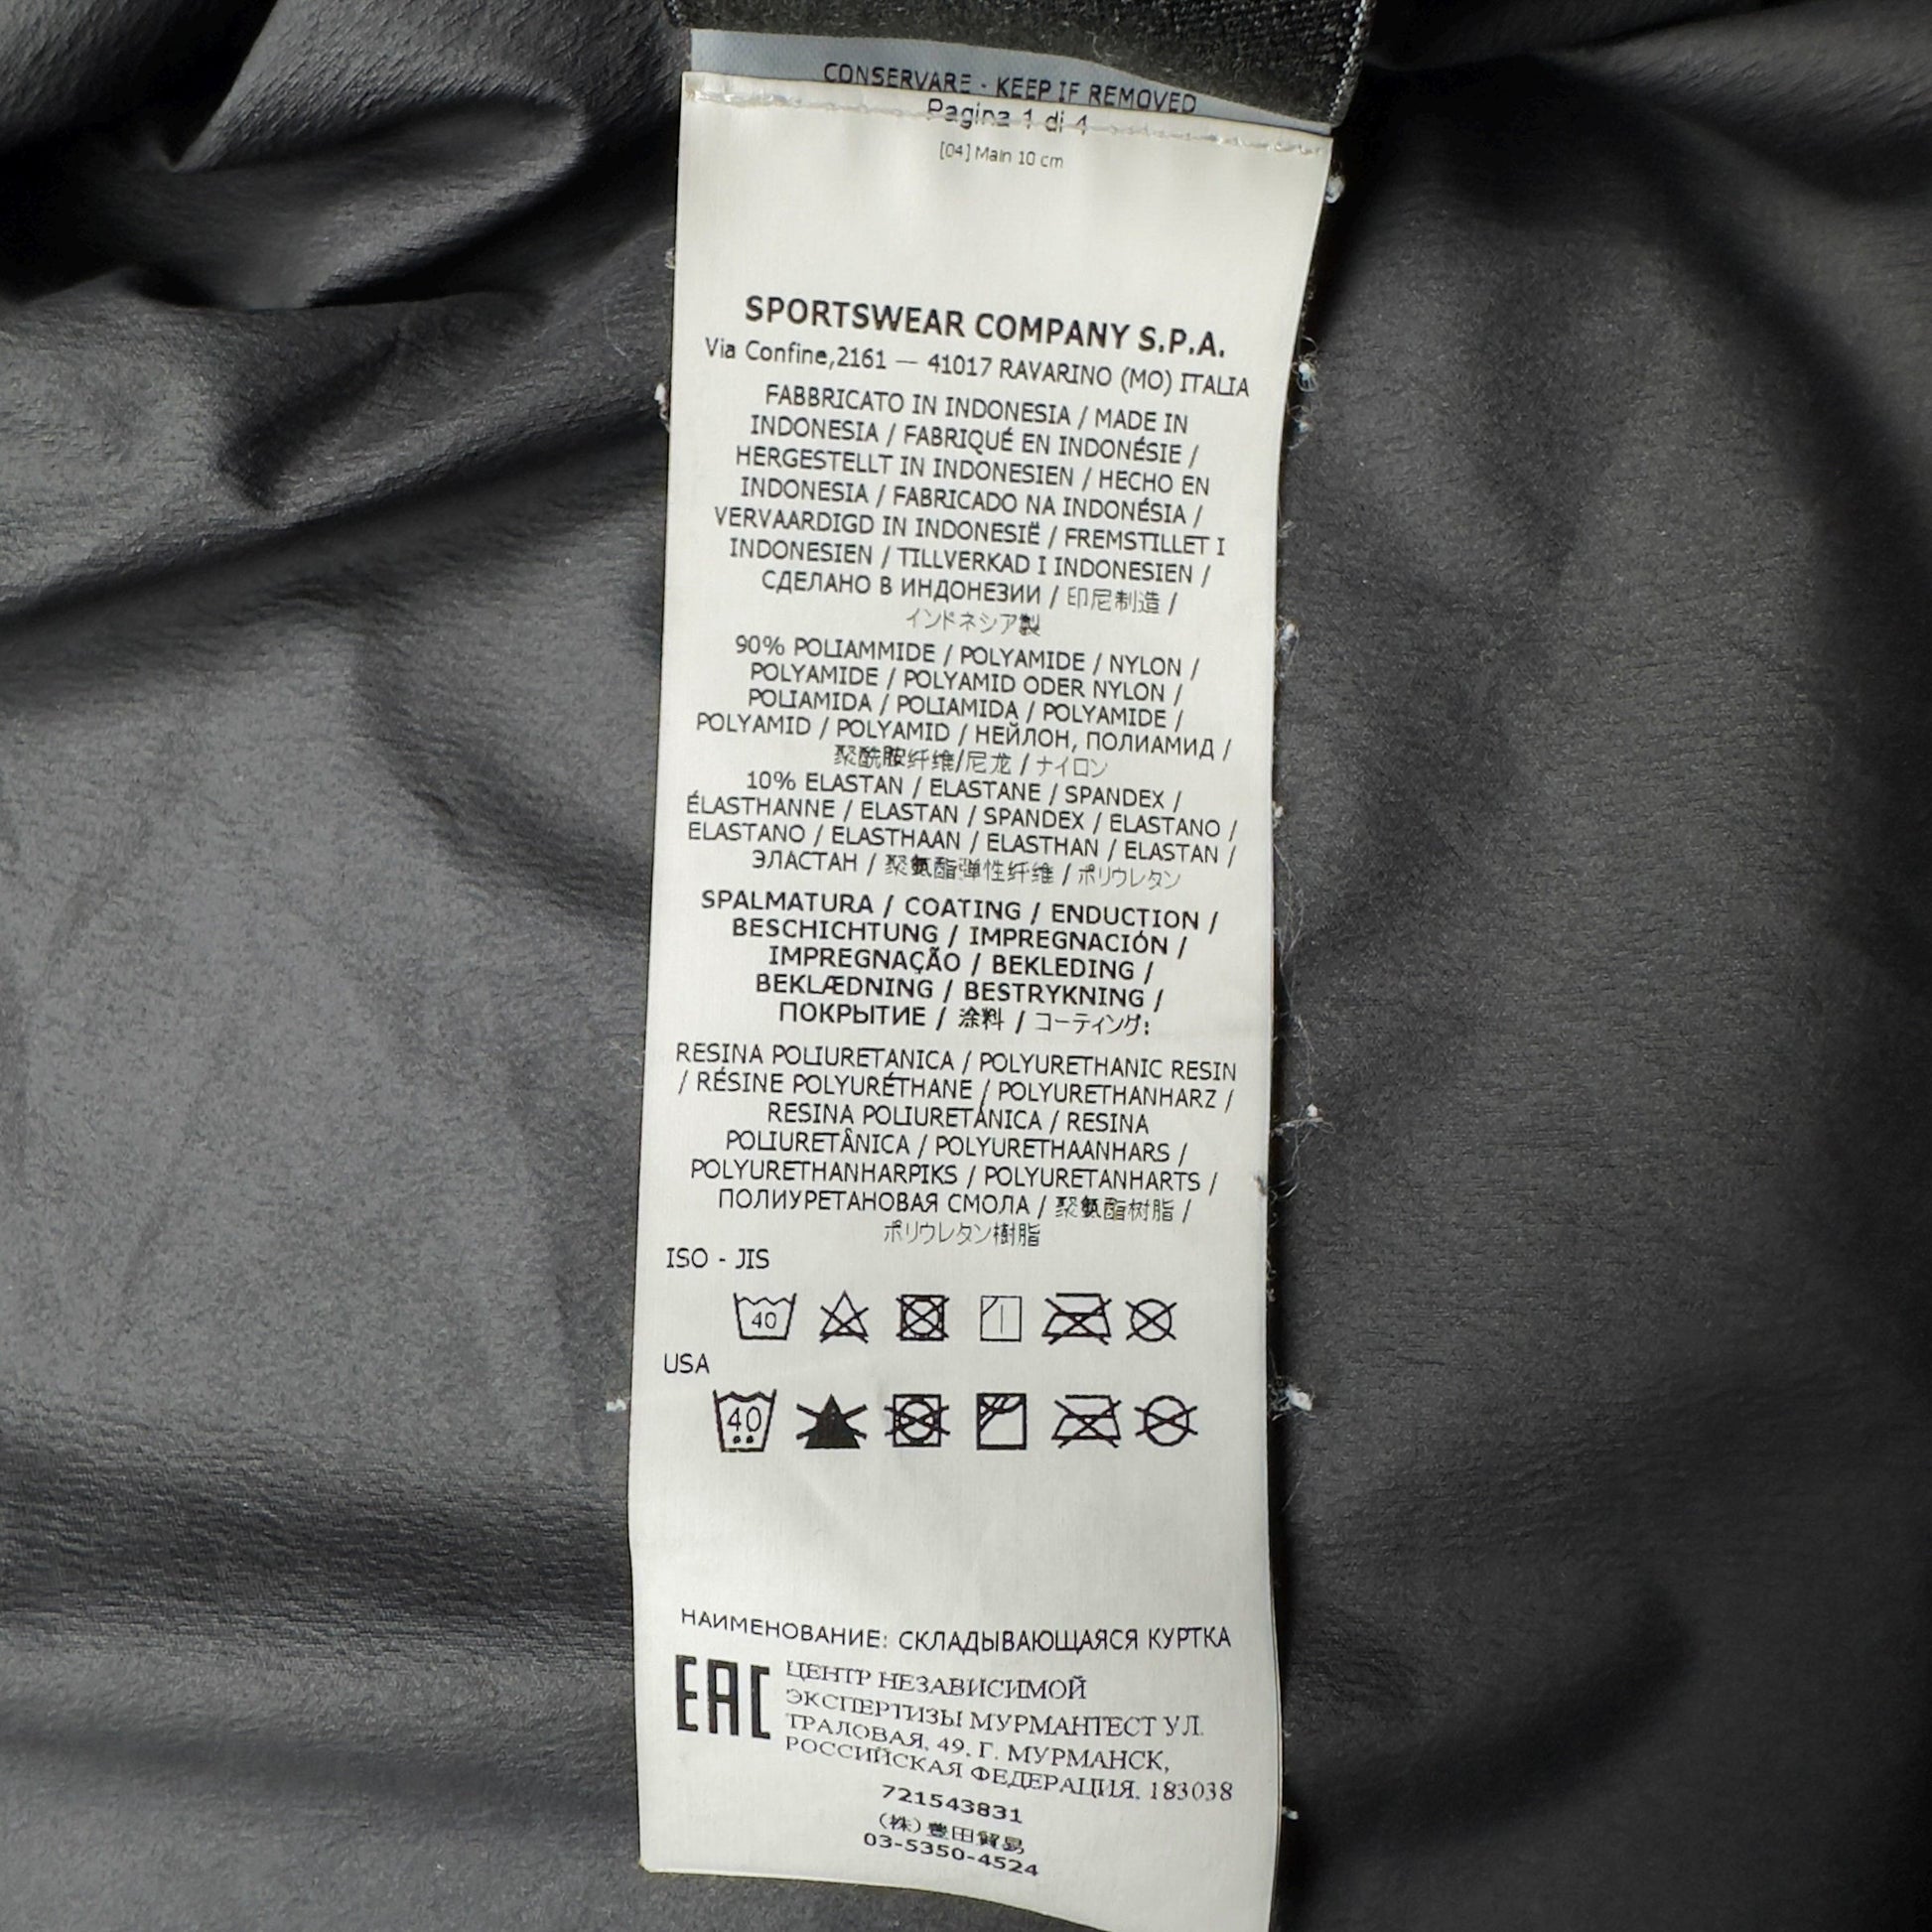 CONSERVARE - KEEP IF REMOVED
Pagina 1 di 4
[04] Main 10 cm
SPORTSWEAR COMPANY S.P.A.
Via Confine,2161 — 41017 RAVARINO (MO) ITALIA
FABBRICATO IN INDONESIA / MADE IN
INDONESIA / FABRIQUÉ EN INDONÉSIE /
HERGESTELLT IN INDONESIEN / HECHO EN
INDONESIA / FABRICADO NA INDONÉSIA /
VERVAARDIGD IN INDONESIË / FREMSTILLET I
INDONESIEN / TILLVERKAD I INDONESIEN /
СДЕЛАНО В ИНДОНЕЗИИ / 印尼制造 /
インドネシア製
90% POLIAMMIDE / POLYAMIDE / NYLON /
POLYAMIDE / POLYAMID ODER NYLON /
POLIAMIDA / POLIAMIDA / POLYAMIDE /
POLYAMID / POLYAMID / НЕЙЛОН, ПОЛИАМИД /
聚酰胺纤维/尼龙 / ナイロン
10% ELASTAN / ELASTANE / SPANDEX /
ÉLASTHANNE / ELASTAN / SPANDEX / ELASTANO /
ELASTANO / ELASTHAAN / ELASTHAN / ELASTAN /
ЭЛАСТАН / 聚氨酯弹性纤维 / ポリウレタン
SPALMATURA / COATING / ENDUCTION /
BESCHICHTUNG / IMPREGNACIÓN /
IMPREGNAÇÃO / BEKLEDING /
BEKLÆDNING / BESTRYKNING /
ПОКРЫТИЕ / 涂料 / コーティング:
RESINA POLIURETANICA / POLYURETHANIC RESIN
/ RÉSINE POLYURÉTHANE / POLYURETHANHARZ /
RESINA POLIURETÁNICA / RESINA
POLIURETÂNICA / POLYURETHAANHARS /
POLYURETHANHARPIKS / POLYURETANHARTS /
ПОЛИУРЕТАНОВАЯ СМОЛА / 聚氨酯树脂 /
ポリウレタン樹脂
ISO - JIS
40
USA
40
НАИМЕНОВАНИЕ: СКЛАДЫВАЮЩАЯСЯ КУРТКА
EAC
ЦЕНТР НЕЗАВИСИМОЙ
ЭКСПЕРТИЗЫ МУРМАНТЕСТ УЛ.
ТРАЛОВАЯ, 49, Г. МУРМАНСК,
РОССИЙСКАЯ ФЕДЕРАЦИЯ, 183038
721543831
(株)豊田貿易
03-5350-4524